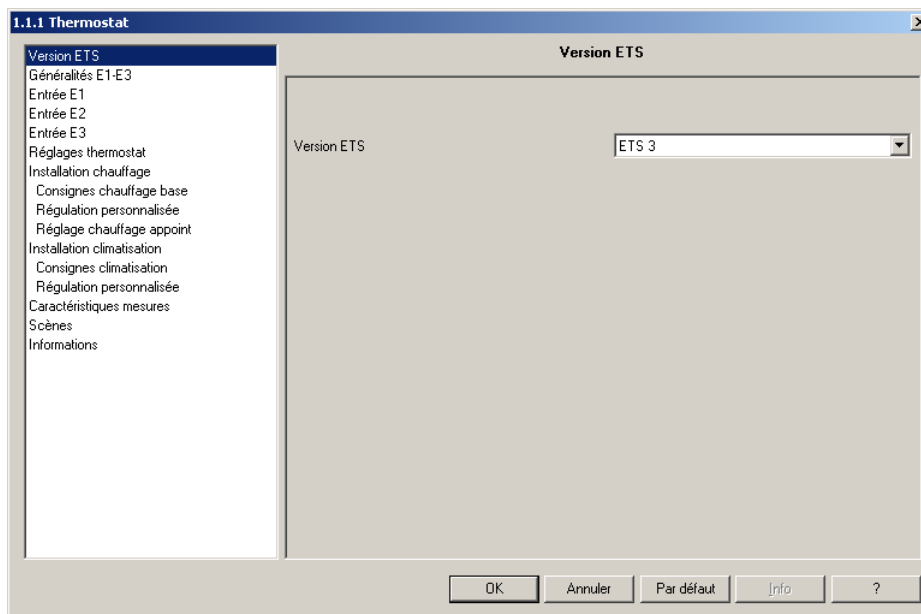 1.1.1 Thermostat
Version ETS
Généralités E1-E3
Entrée E1
Entrée E2
Entrée E3
Réglages thermostat
Installation chauffage
Consignes chauffage base
Régulation personnalisée
Réglage chauffage appoint
Installation climatisation
Consignes climatisation
Régulation personnalisée
Caractéristiques mesures
Scènes
Informations
Version ETS
Version ETS ETS 3
OK Annuler Par défaut Info ?